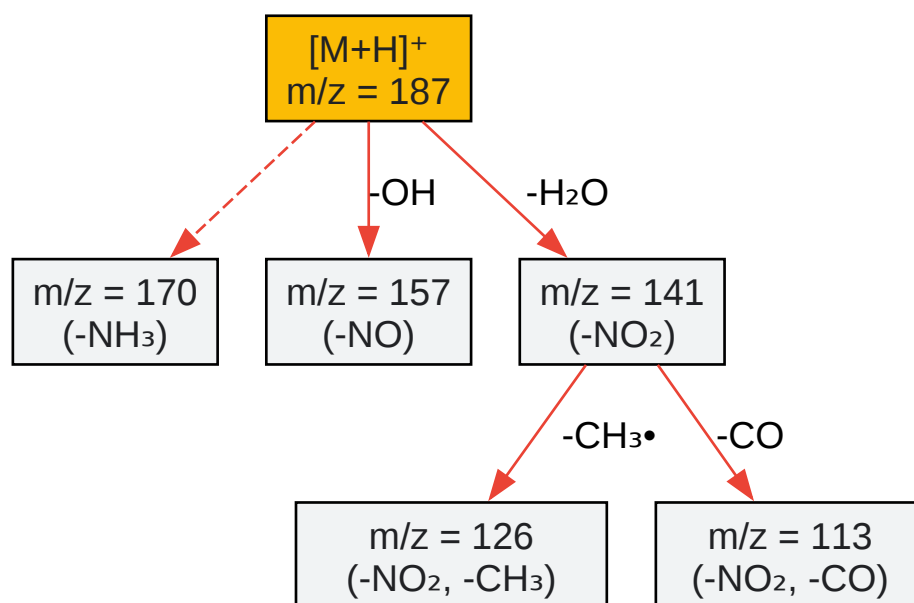 [M+H]⁺
m/z = 187
-OH
-H₂O
m/z = 170
(-NH₃)
m/z = 157
(-NO)
m/z = 141
(-NO₂)
-CH₃•
-CO
m/z = 126
(-NO₂, -CH₃)
m/z = 113
(-NO₂, -CO)